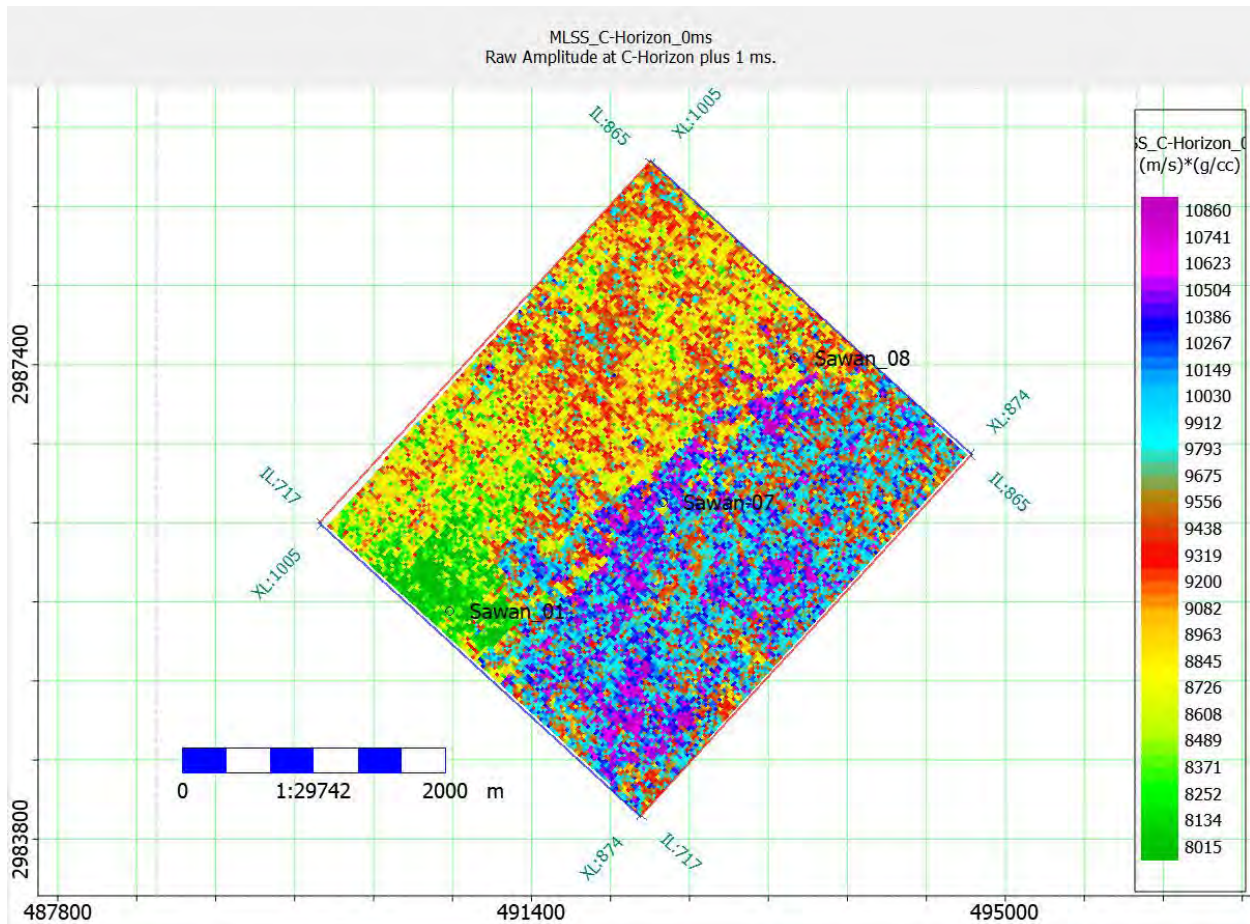 MLSS_C-Horizon_0ms
Raw Amplitude at C-Horizon plus 1 ms.
IL:865
XL:1005
SS_C-Horizon_0
(m/s)*(g/cc)
10860
10741
10623
10504
10386
10267
10149
10030
9912
9793
9675
9556
9438
9319
9200
9082
8963
8845
8726
8608
8489
8371
8252
8134
8015
2987400
Sawan_08
XL:874
IL:865
IL:717
XL:1005
Sawan-07
Sawan_01
0 1:29742 2000 m
2983800
XL:874
IL:717
487800 491400 495000